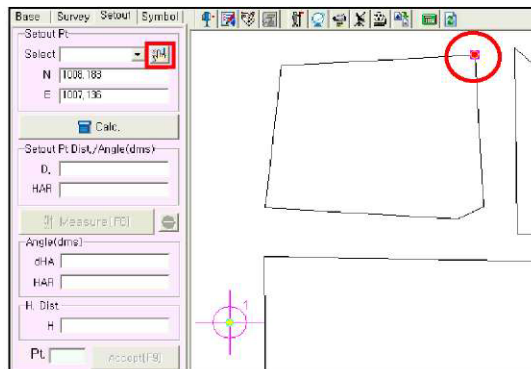 Base Survey Setout Symbol
Setout Pt
Select
N 1008,183
E 1007,136
Calc.
Setout Pt Dist./Angle(dms)
D.
HAR
Measure[F8]
Angle(dms)
dHA
HAR
H. Dist.
H
Pt. Accept[F9]
1